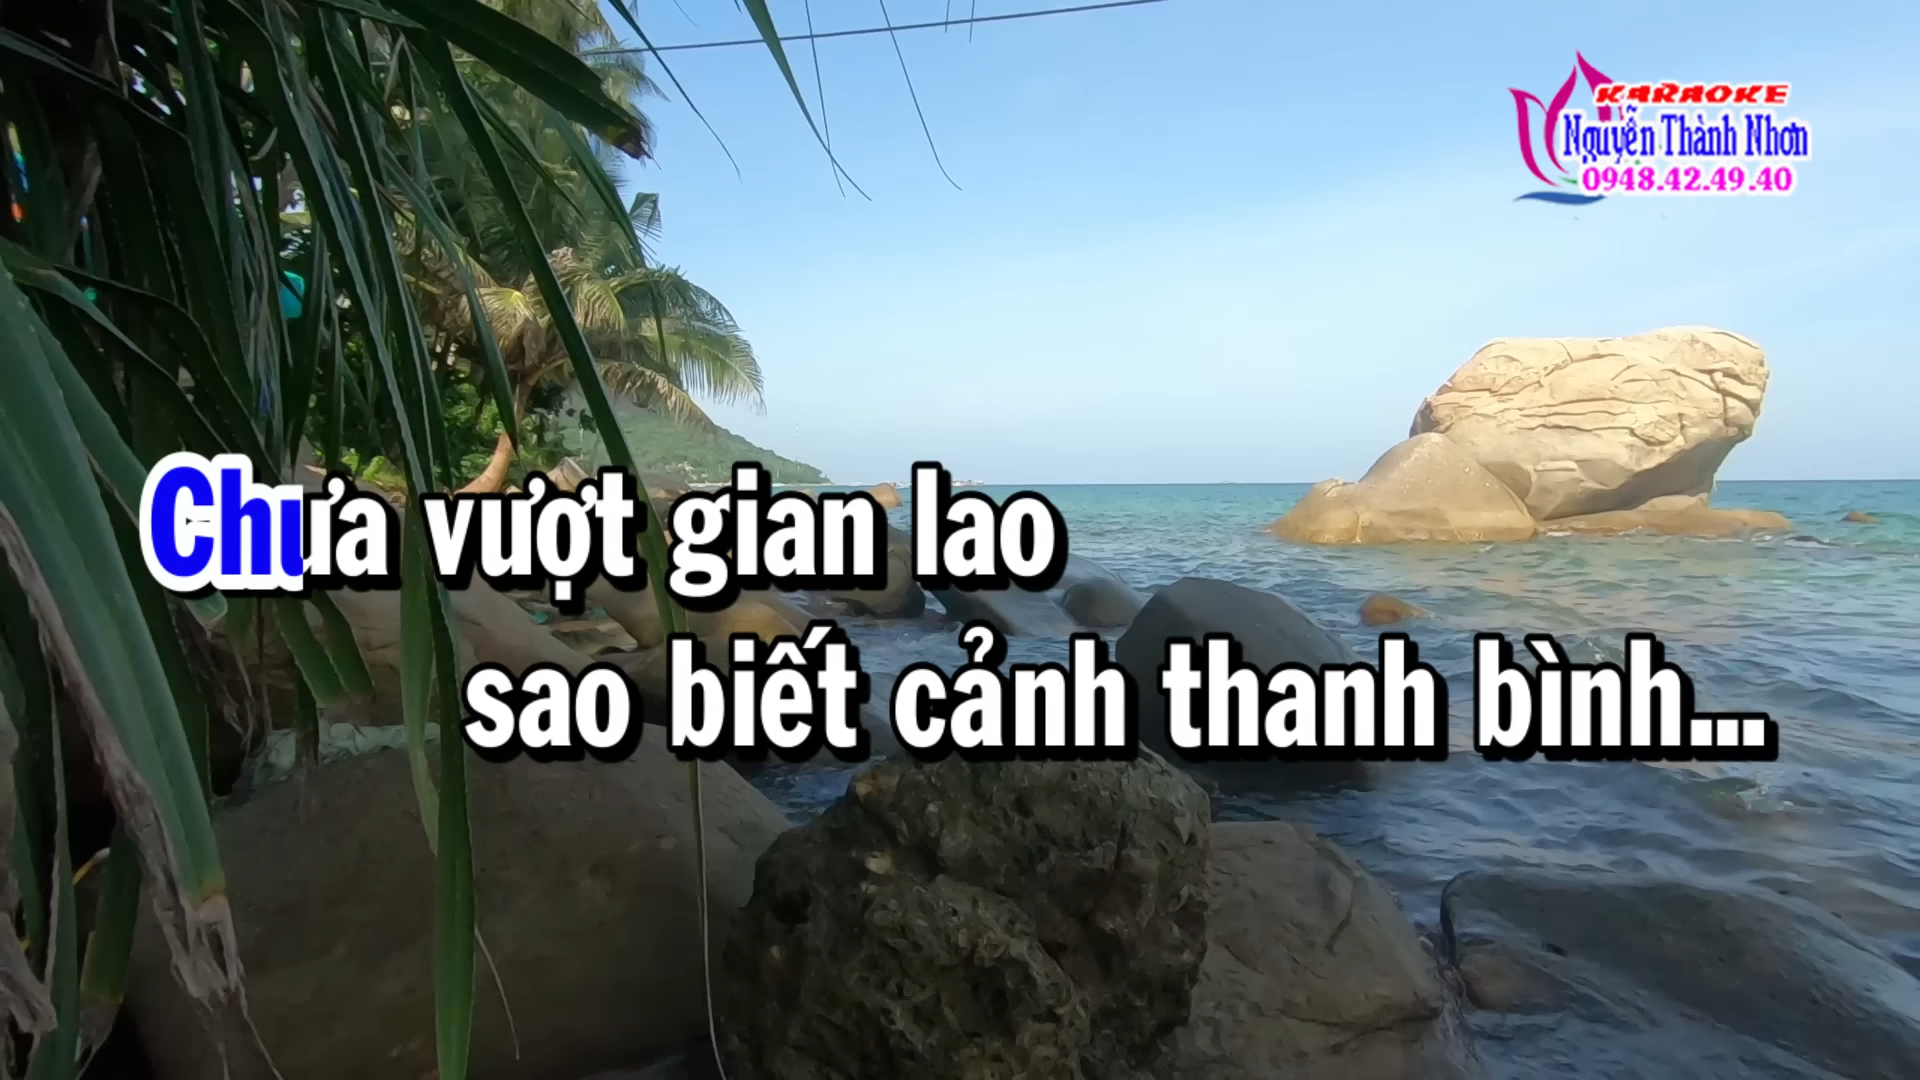 KARAOKE
Nguyễn Thành Nhơn
0948.42.49.40
Chưa vượt gian lao
sao biết cảnh thanh bình...